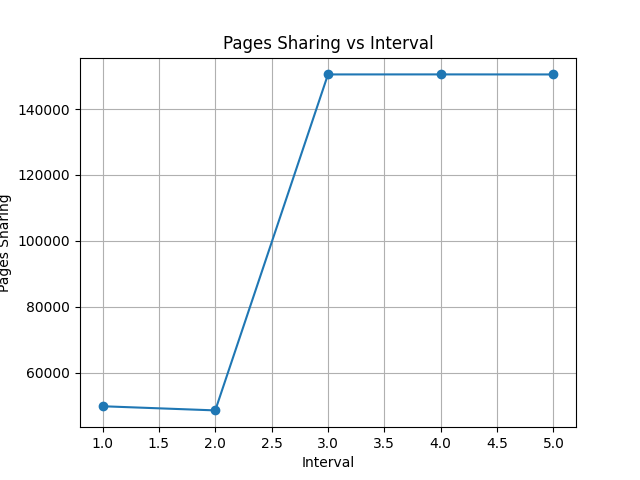 Pages Sharing vs Interval
140000
120000
100000
80000
60000
Pages Sharing
1.0 1.5 2.0 2.5 3.0 3.5 4.0 4.5 5.0
Interval